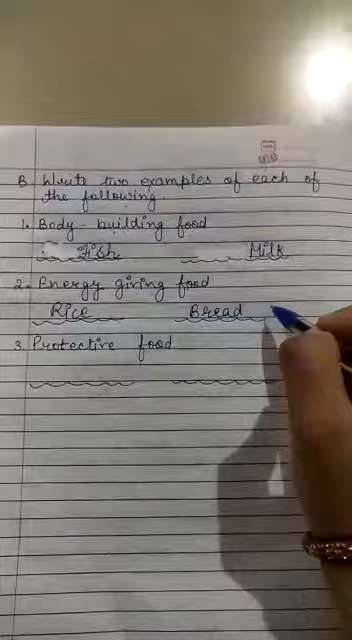 B. Write two examples of each of
the following.
1. Body - building food
Fish Milk
2. Energy giving food
Rice Bread
3. Protective food